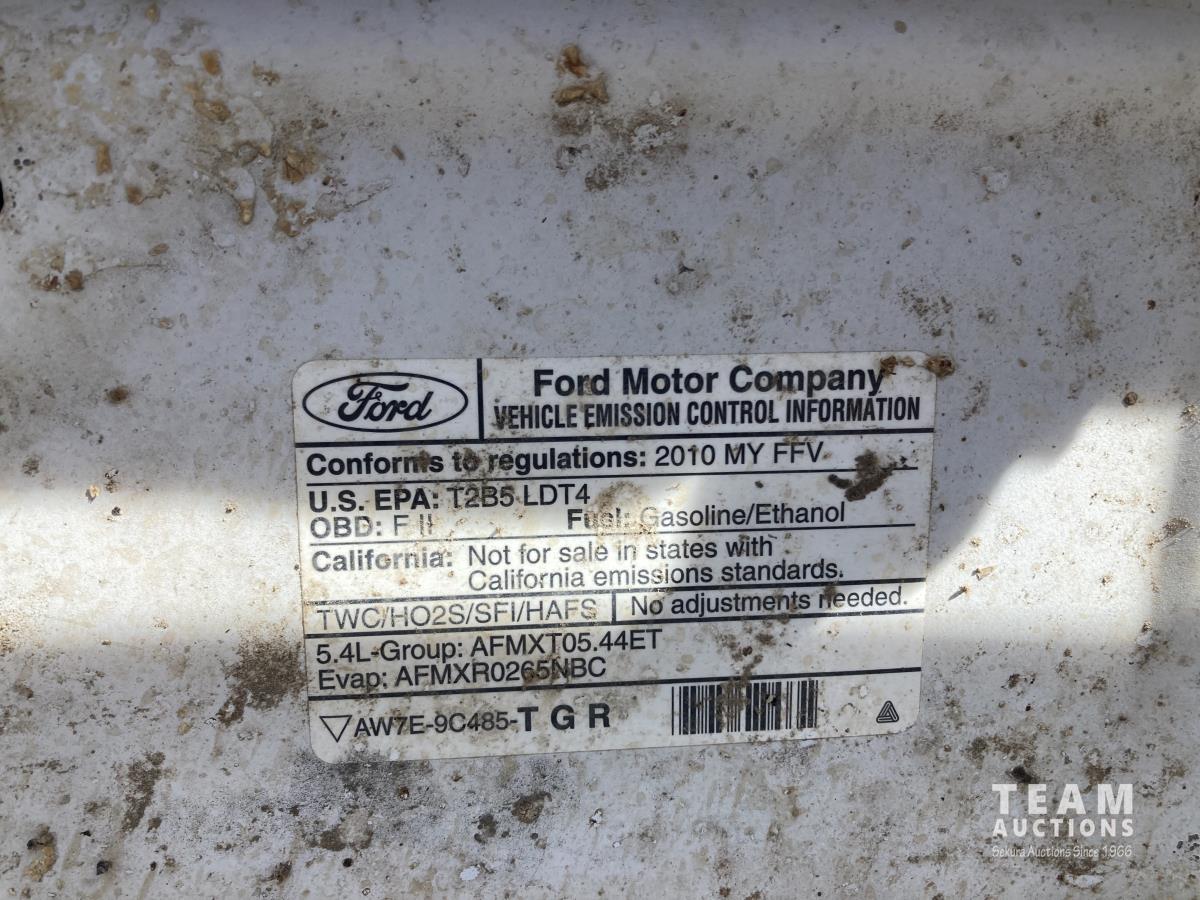 Ford
Ford Motor Company
VEHICLE EMISSION CONTROL INFORMATION
Conforms to regulations: 2010 MY FFV
U.S. EPA: T2B5 LDT4
OBD: F II Fuel: Gasoline/Ethanol
California: Not for sale in states with
California emissions standards.
TWC/HO2S/SFI/HAFS No adjustments needed.
5.4L-Group: AFMXT05.44ET
Evap: AFMXR0265NBC
AW7E-9C485-TGR
TEAM
AUCTIONS
Sekura Auctions Since 1966